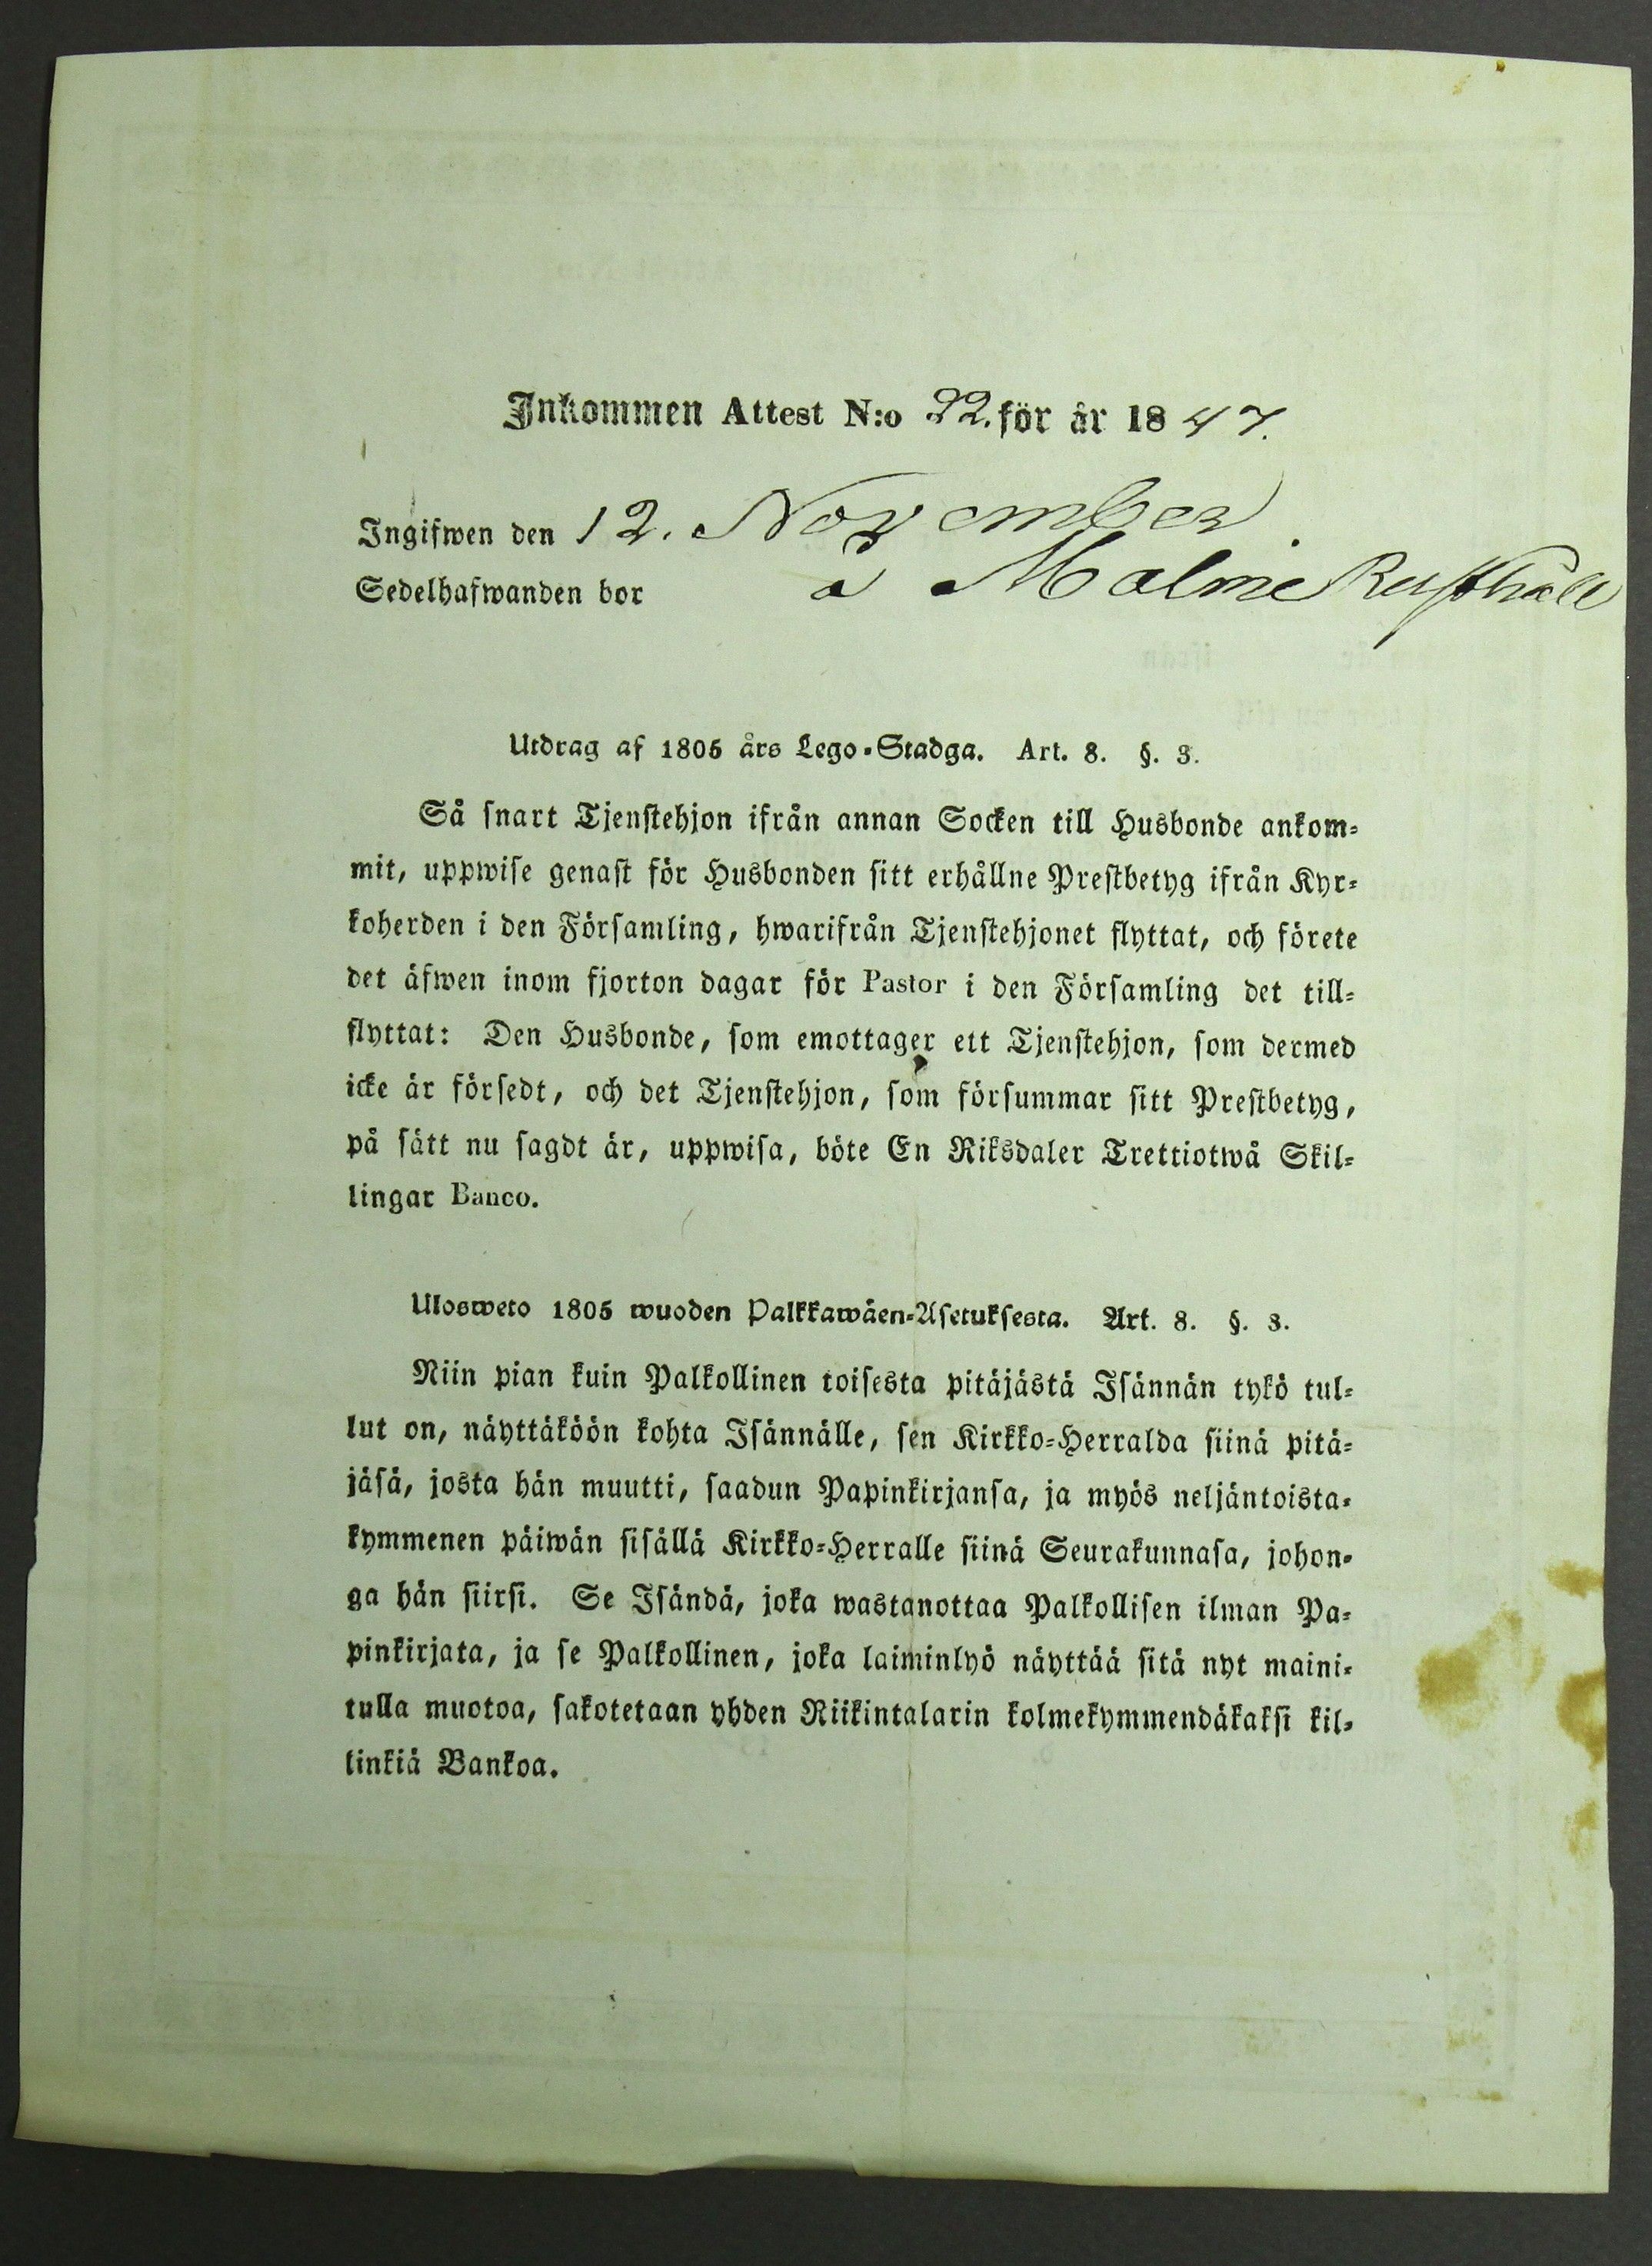 Inkommen Attest N:o 22. för år 1847.
Ingifwen den 12. November
Sedelhafwanden bor å Malme Rusthåll
Utdrag af 1805 års Lego-Stadga. Art. 8. §. 3.
Så snart Tjenstehjon ifrån annan Socken till Husbonde ankom-
mit, uppwise genast för Husbonden sitt erhållne Prestbetyg ifrån Kyr-
koherden i den Församling, hwarifrån Tjenstehjonet flyttat, och förete
det äfwen inom fjorton dagar för Pastor i den Församling det till-
flyttat: Den Husbonde, som emottager ett Tjenstehjon, som dermed
icke är försedt, och det Tjenstehjon, som försummar sitt Prestbetyg,
på sätt nu sagdt är, uppwisa, böte En Riksdaler Trettiotwå Skil-
lingar Banco.
Ulosweto 1805 wuoden Palkkawäen-Asetuksesta. Art. 8. §. 3.
Niin pian kuin Palkollinen toisesta pitäjästä Isännän tykö tul-
lut on, näyttäköön kohta Isännälle, sen Kirkko-Herralda siinä pitä-
jäsä, josta hän muutti, saadun Papinkirjansa, ja myös neljäntoista-
kymmenen päiwän sisällä Kirkko-Herralle siinä Seurakunnasa, johon-
ga hän siirsi. Se Isändä, joka wastanottaa Palkollisen ilman Pa-
pinkirjata, ja se Palkollinen, joka laiminlyö näyttää sitä nyt maini-
tulla muotoa, sakotetaan yhden Riikintalarin kolmekymmendäkaksi kil-
linkiä Bankoa.